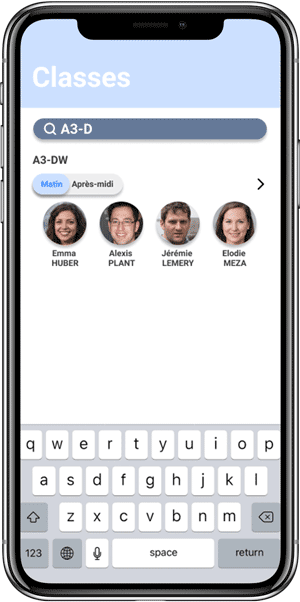 Classes
A3-D
A3-DW
Matin Après-midi
Emma Alexis Jérémie Elodie
HUBER PLANT LEMERY MEZA
q w e r t y u i o p
a s d f g h j k l
z x c v b n m
123 space return